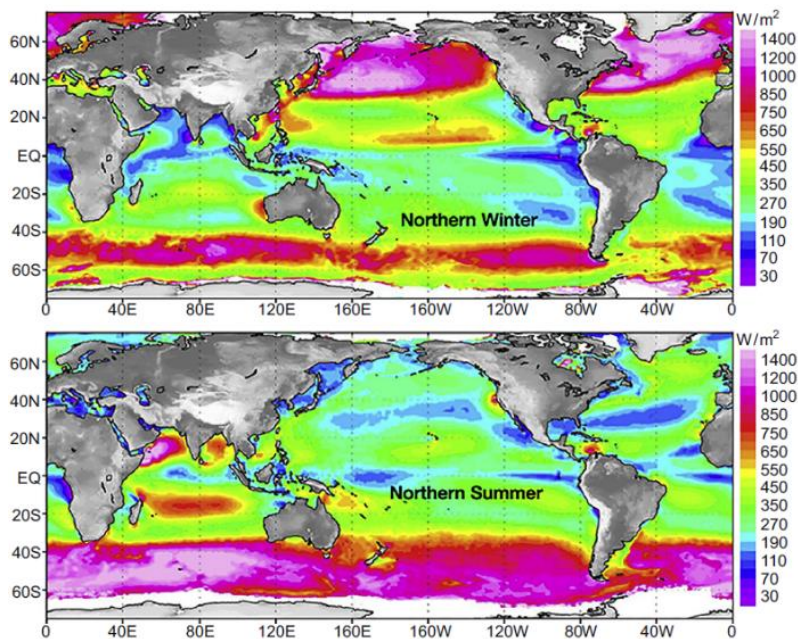 W/m²
60N
40N
20N
EQ
20S
40S
60S
Northern Winter
0 40E 80E 120E 160E 160W 120W 80W 40W 0
1400
1200
1000
850
750
650
550
450
350
270
190
110
70
30
W/m²
60N
40N
20N
EQ
20S
40S
60S
Northern Summer
0 40E 80E 120E 160E 160W 120W 80W 40W 0
1400
1200
1000
850
750
650
550
450
350
270
190
110
70
30